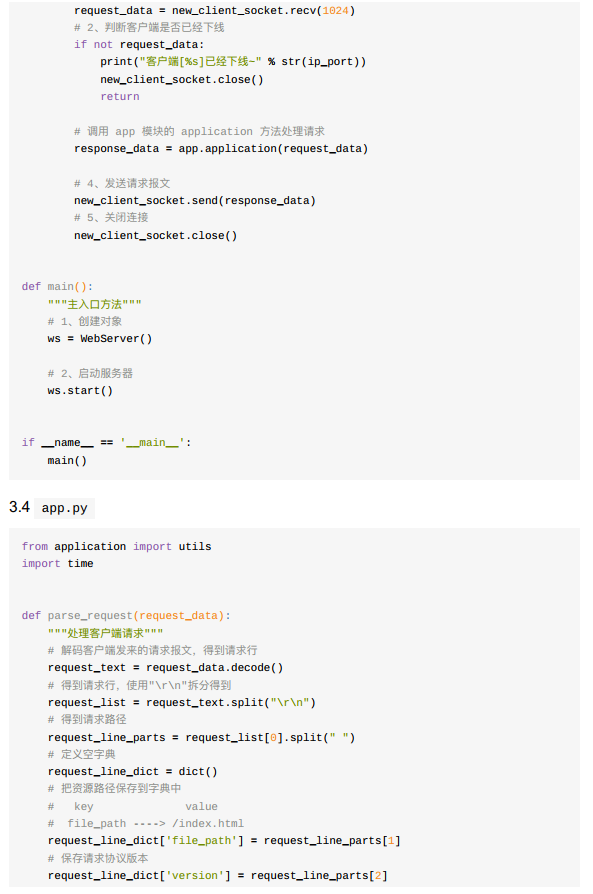 request_data = new_client_socket.recv(1024)
# 2、判断客户端是否已经下线
if not request_data:
print("客户端[%s]已经下线~" % str(ip_port))
new_client_socket.close()
return
# 调用 app 模块的 application 方法处理请求
response_data = app.application(request_data)
# 4、发送请求报文
new_client_socket.send(response_data)
# 5、关闭连接
new_client_socket.close()
def main():
"""主入口方法"""
# 1、创建对象
ws = WebServer()
# 2、启动服务器
ws.start()
if __name__ == '__main__':
main()
3.4 app.py
from application import utils
import time
def parse_request(request_data):
"""处理客户端请求"""
# 解码客户端发来的请求报文，得到请求行
request_text = request_data.decode()
# 得到请求行，使用"\r\n"拆分得到
request_list = request_text.split("\r\n")
# 得到请求路径
request_line_parts = request_list[0].split(" ")
# 定义空字典
request_line_dict = dict()
# 把资源路径保存到字典中
# key value
# file_path ----> /index.html
request_line_dict['file_path'] = request_line_parts[1]
# 保存请求协议版本
request_line_dict['version'] = request_line_parts[2]